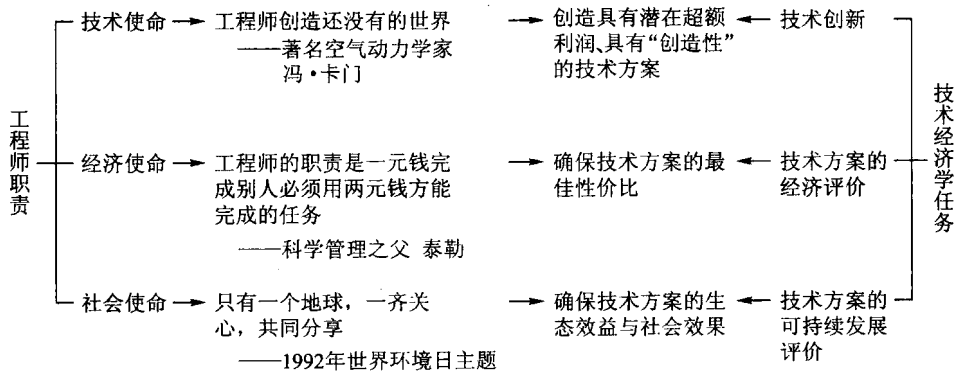 工程师职责
技术使命
工程师创造还没有的世界
——著名空气动力学家
冯·卡门
创造具有潜在超额
利润、具有“创造性”
的技术方案
技术创新
经济使命
工程师的职责是一元钱完
成别人必须用两元钱方能
完成的任务
——科学管理之父 泰勒
确保技术方案的最
佳性价比
技术方案的
经济评价
社会使命
只有一个地球，一齐关
心，共同分享
——1992年世界环境日主题
确保技术方案的生
态效益与社会效果
技术方案的
可持续发展
评价
技术经济学任务